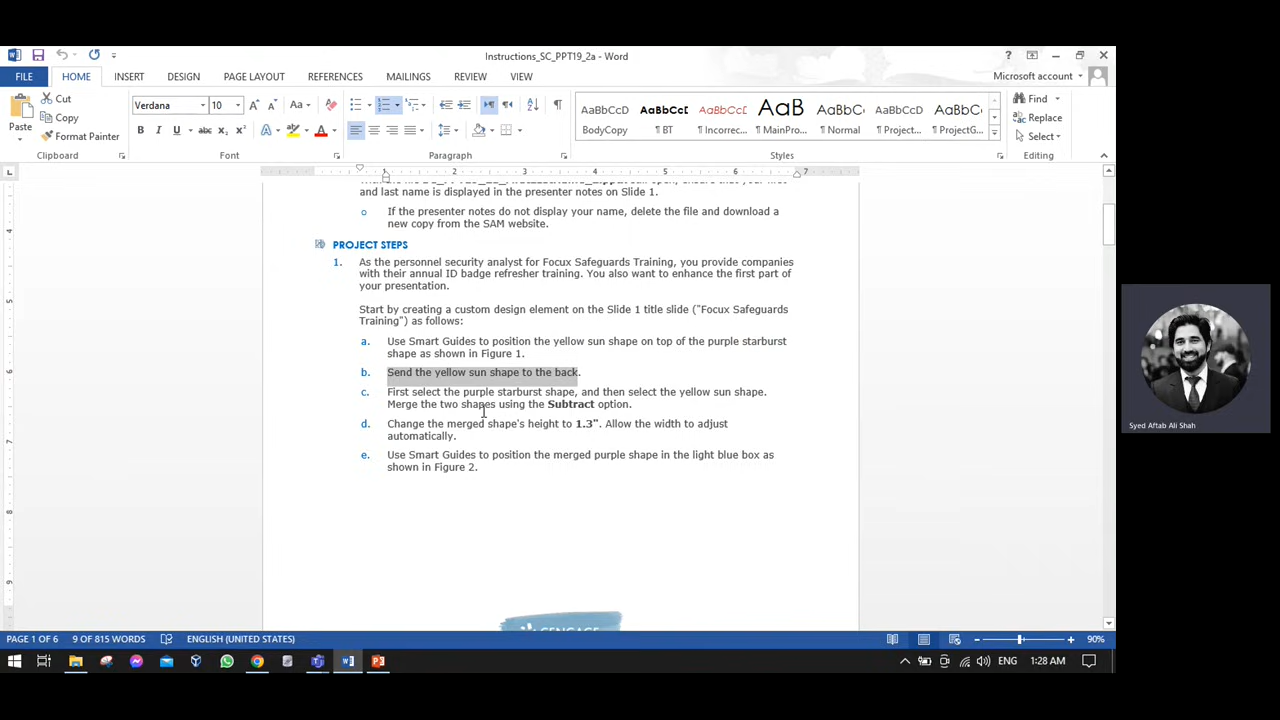 Instructions_SC_PPT19_2a - Word
FILE HOME INSERT DESIGN PAGE LAYOUT REFERENCES MAILINGS REVIEW VIEW Microsoft account
Paste Cut Copy Format Painter
Verdana 10
AaBbCcD AaBbCcI AaBbCcI AaB AaBbC AaBbCcD AaBbC
BodyCopy ¶ BT ¶ Incorrec... ¶ MainPro... ¶ Normal ¶ Project... ¶ ProjectG...
Find Replace Select
Clipboard Font Paragraph Styles Editing
and last name is displayed in the presenter notes on Slide 1.
o If the presenter notes do not display your name, delete the file and download a
new copy from the SAM website.
PROJECT STEPS
1. As the personnel security analyst for Focux Safeguards Training, you provide companies
with their annual ID badge refresher training. You also want to enhance the first part of
your presentation.
Start by creating a custom design element on the Slide 1 title slide ("Focux Safeguards
Training") as follows:
a. Use Smart Guides to position the yellow sun shape on top of the purple starburst
shape as shown in Figure 1.
b. Send the yellow sun shape to the back.
c. First select the purple starburst shape, and then select the yellow sun shape.
Merge the two shapes using the Subtract option.
d. Change the merged shape's height to 1.3". Allow the width to adjust
automatically.
e. Use Smart Guides to position the merged purple shape in the light blue box as
shown in Figure 2.
CENGAGE
Syed Aftab Ali Shah
PAGE 1 OF 6 9 OF 815 WORDS ENGLISH (UNITED STATES) 90%
ENG 1:28 AM